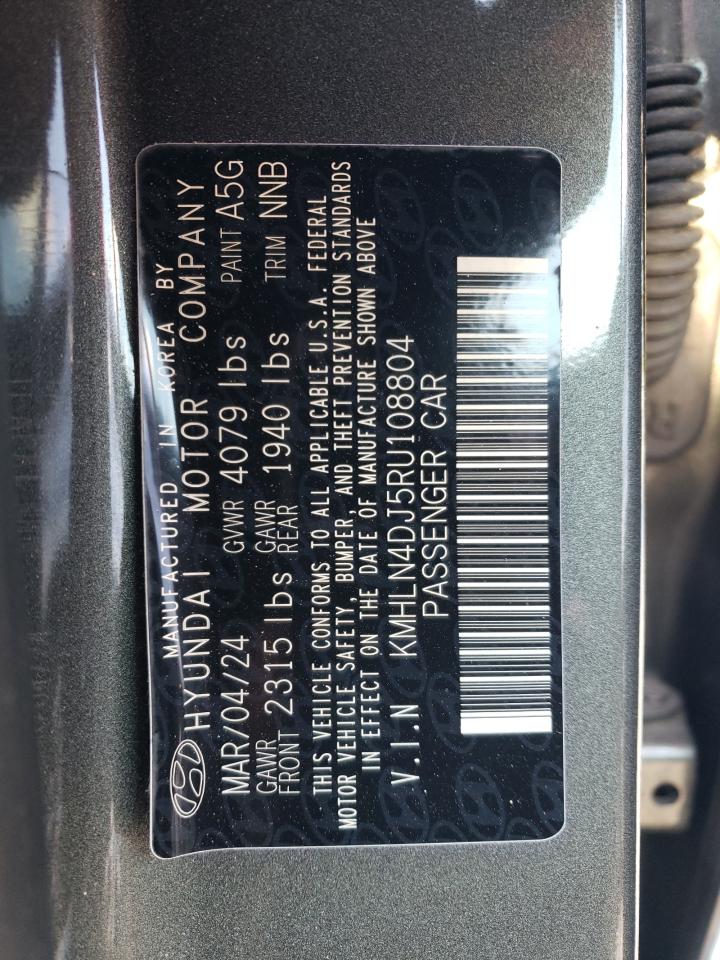 MANUFACTURED IN KOREA BY
HYUNDAI MOTOR COMPANY
MAR/04/24 GVWR 4079 lbs PAINT A5G
GAWR FRONT 2315 lbs GAWR REAR 1940 lbs TRIM NNB
THIS VEHICLE CONFORMS TO ALL APPLICABLE U.S.A. FEDERAL
MOTOR VEHICLE SAFETY, BUMPER, AND THEFT PREVENTION STANDARDS
IN EFFECT ON THE DATE OF MANUFACTURE SHOWN ABOVE
V.I.N KMHLN4DJ5RU108804
PASSENGER CAR